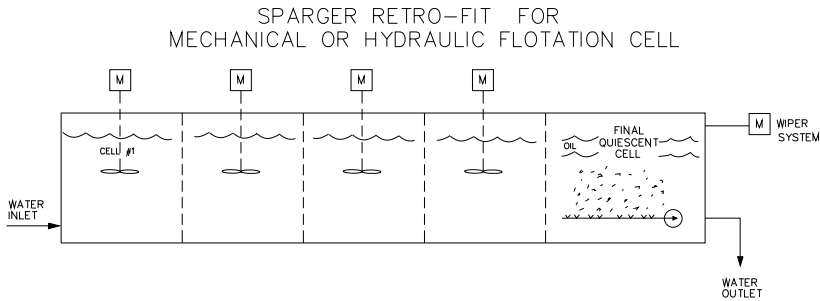 SPARGER RETRO-FIT FOR
MECHANICAL OR HYDRAULIC FLOTATION CELL
M
M
M
M
M
WIPER
SYSTEM
CELL #1
FINAL
QUIESCENT
CELL
OIL
WATER
INLET
WATER
OUTLET